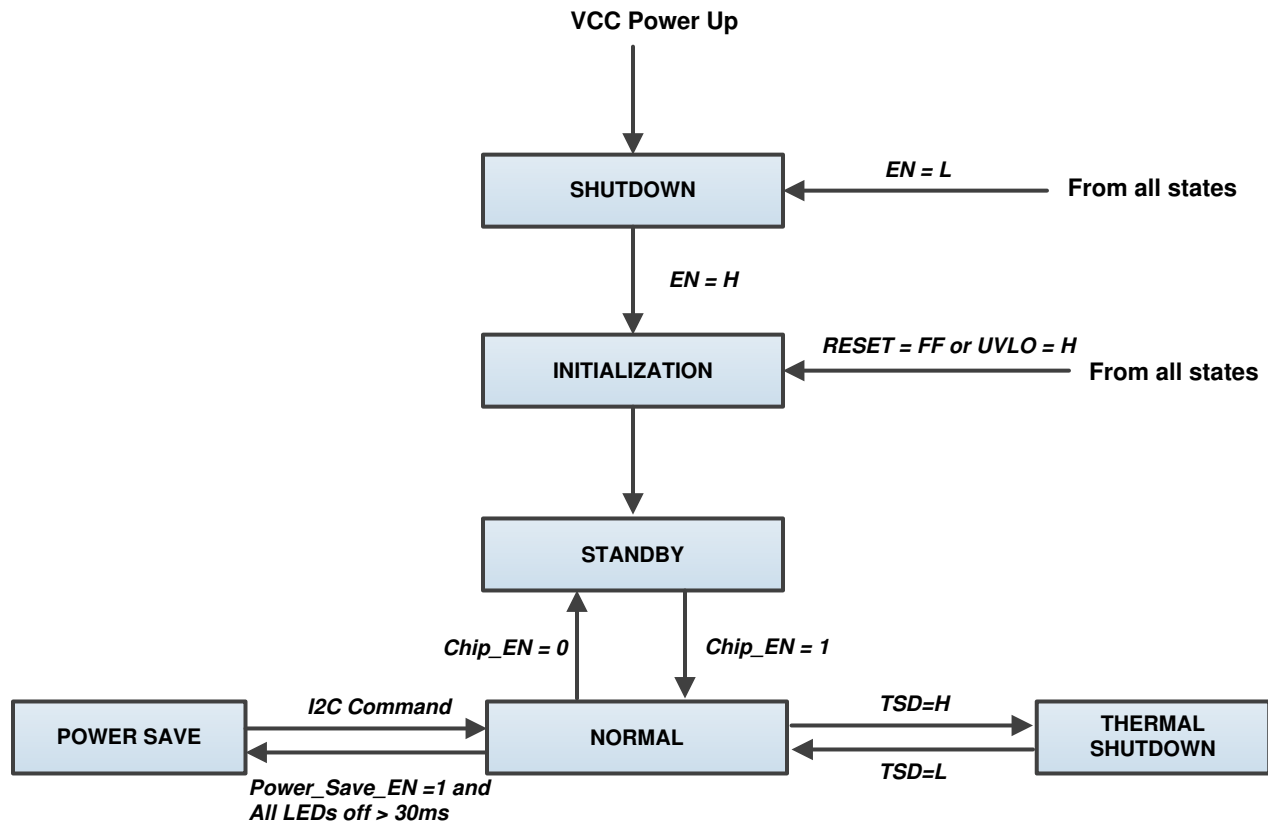 VCC Power Up
SHUTDOWN
EN = L
From all states
EN = H
RESET = FF or UVLO = H
INITIALIZATION
From all states
STANDBY
Chip_EN = 0
Chip_EN = 1
I2C Command
TSD=H
POWER SAVE
NORMAL
THERMAL
SHUTDOWN
TSD=L
Power_Save_EN =1 and
All LEDs off > 30ms